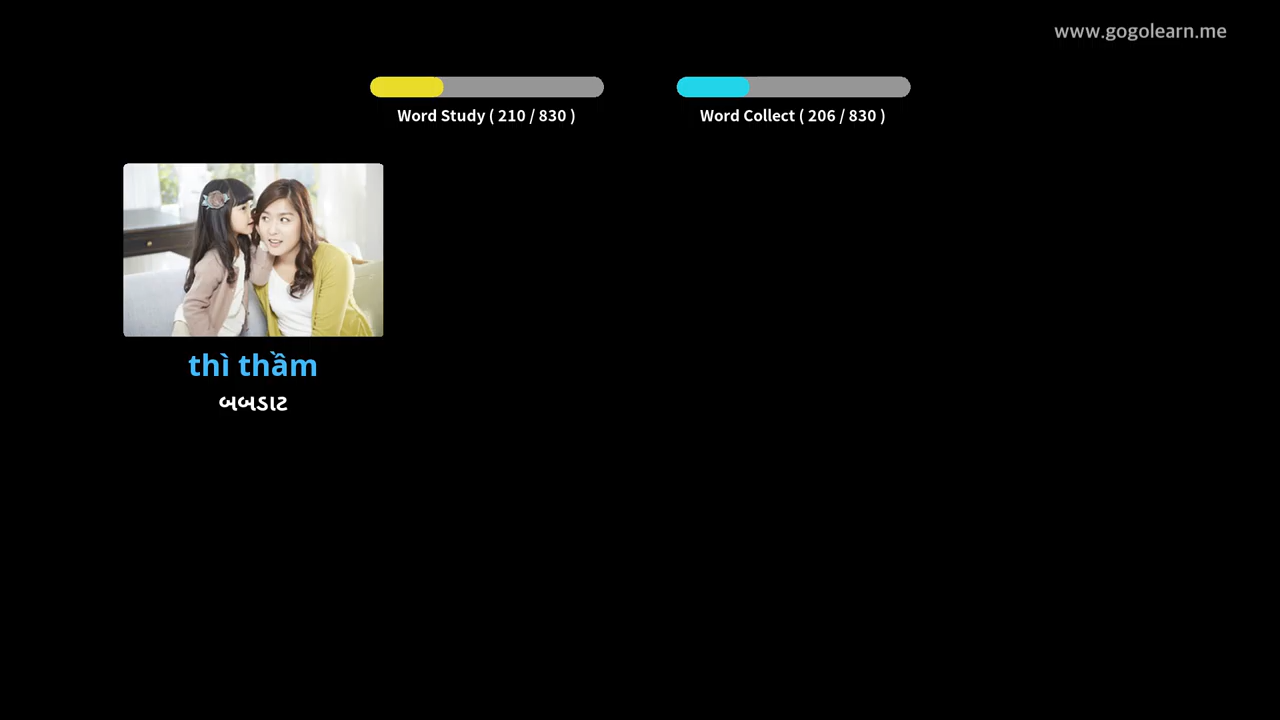 www.gogolearn.me
Word Study ( 210 / 830 )
Word Collect ( 206 / 830 )
thì thầm
બબડાટ